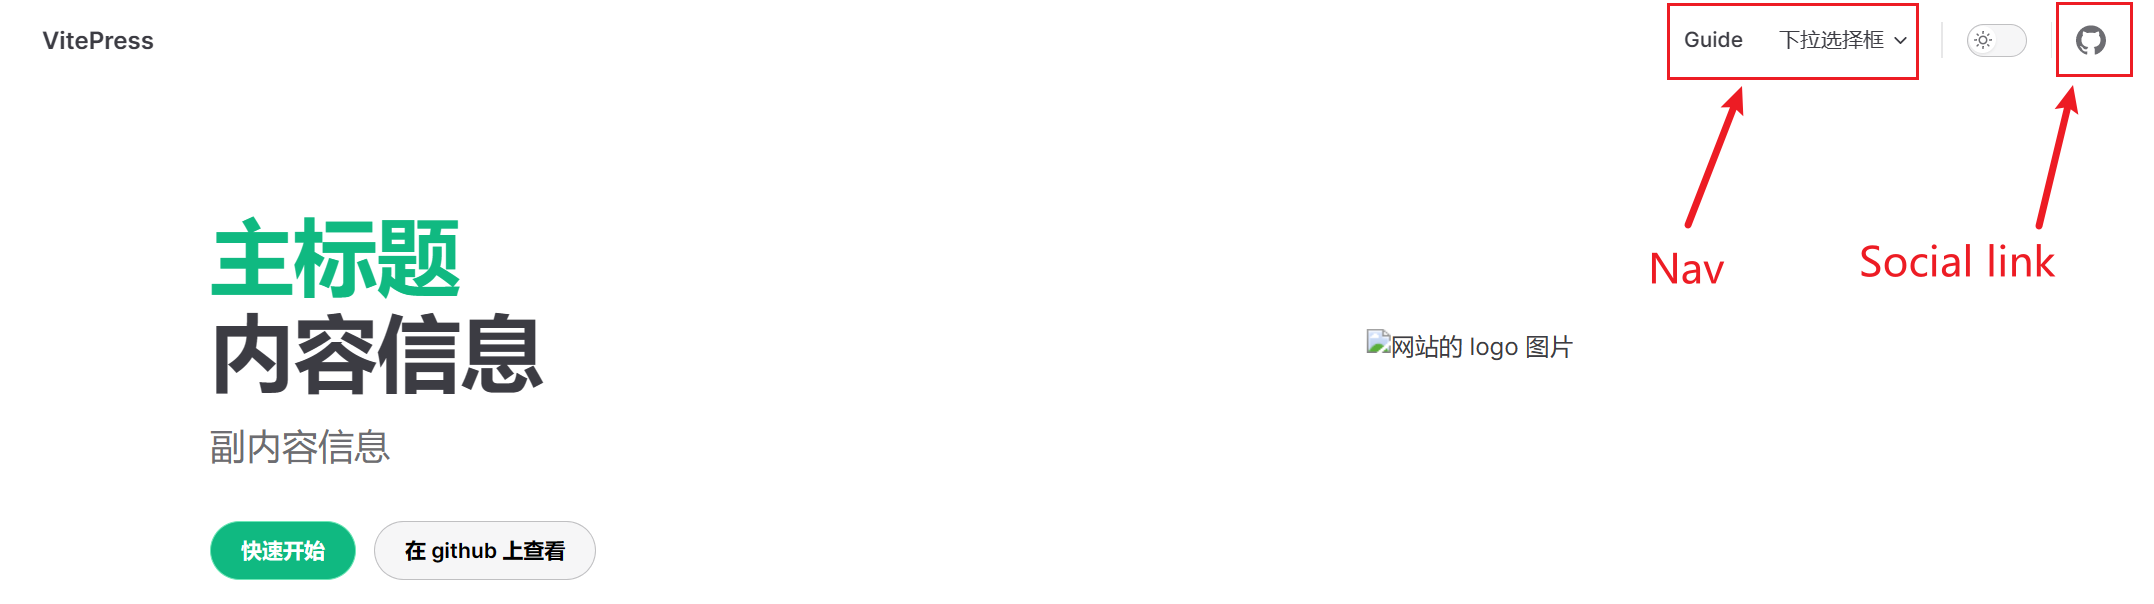 VitePress
Guide 下拉选择框
主标题
内容信息
副内容信息
快速开始 在 github 上查看
网站的 logo 图片
Nav
Social link